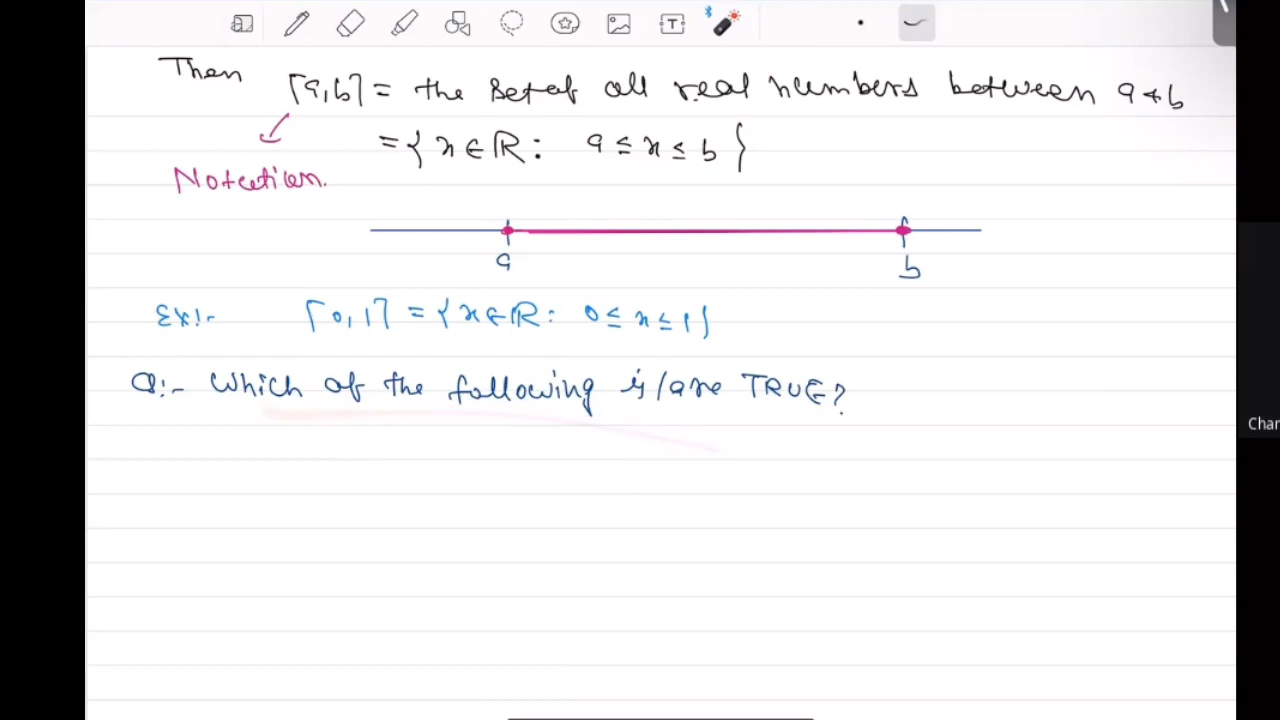 Then [a,b] = the set of all real numbers between a & b
= { x ∈ ℝ : a ≤ x ≤ b }
Notation.
a b
Ex:- [0,1] = { x ∈ ℝ : 0 ≤ x ≤ 1 }
Q:- Which of the following is/are TRUE?
Char